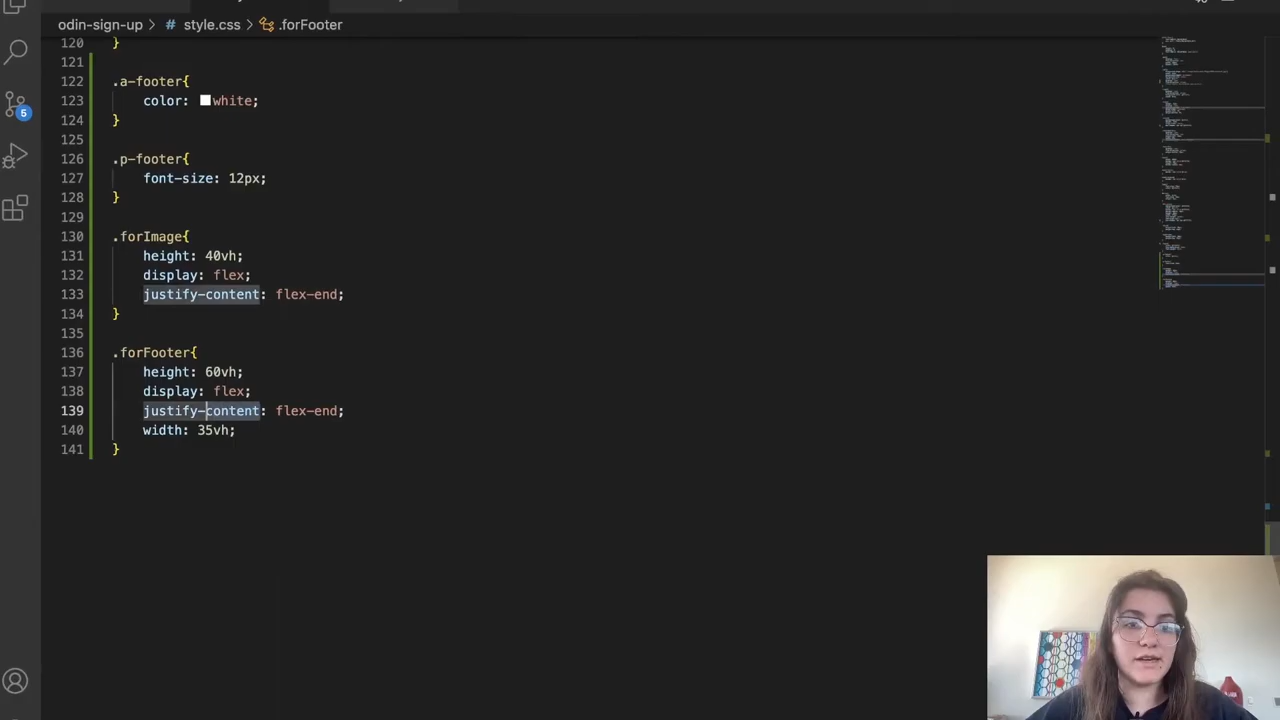 odin-sign-up > # style.css > .forFooter
120 }
121
122 .a-footer{
123 color: white;
124 }
125
126 .p-footer{
127 font-size: 12px;
128 }
129
130 .forImage{
131 height: 40vh;
132 display: flex;
133 justify-content: flex-end;
134 }
135
136 .forFooter{
137 height: 60vh;
138 display: flex;
139 justify-content: flex-end;
140 width: 35vh;
141 }
5